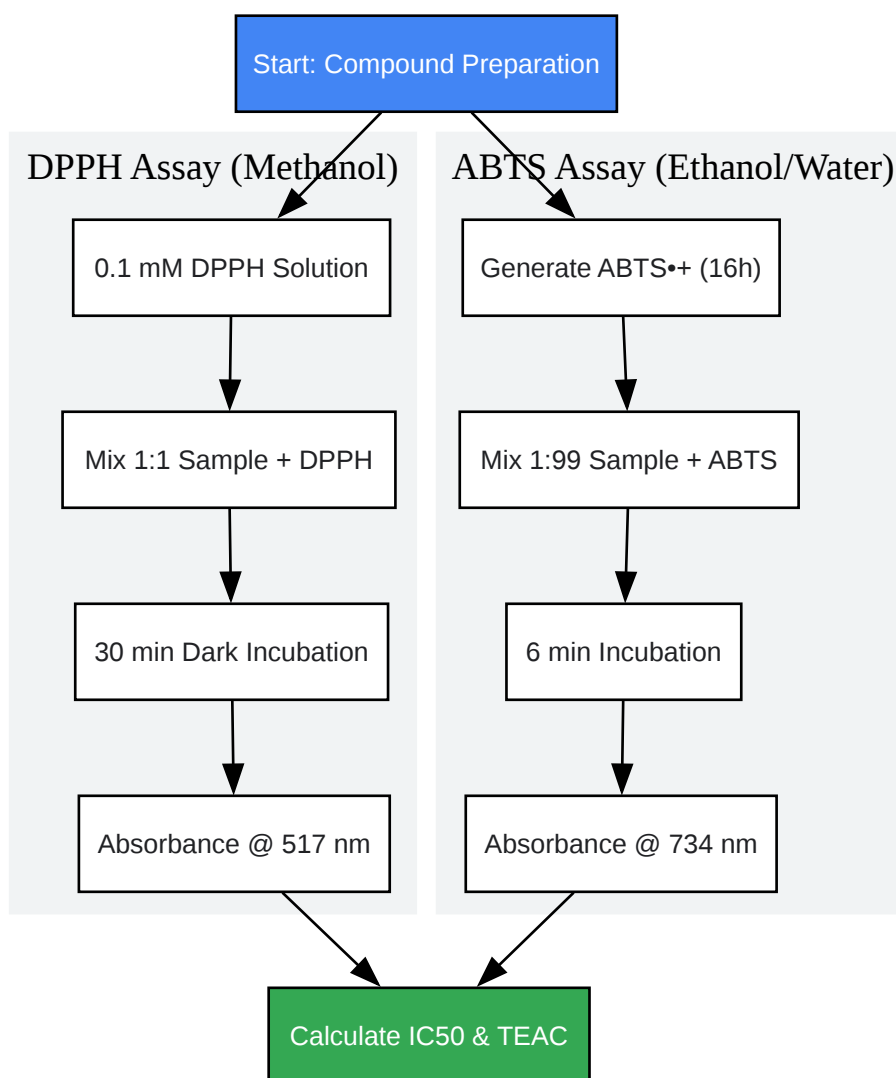 Start: Compound Preparation
DPPH Assay (Methanol)
0.1 mM DPPH Solution
Mix 1:1 Sample + DPPH
30 min Dark Incubation
Absorbance @ 517 nm
ABTS Assay (Ethanol/Water)
Generate ABTS•+ (16h)
Mix 1:99 Sample + ABTS
6 min Incubation
Absorbance @ 734 nm
Calculate IC50 & TEAC